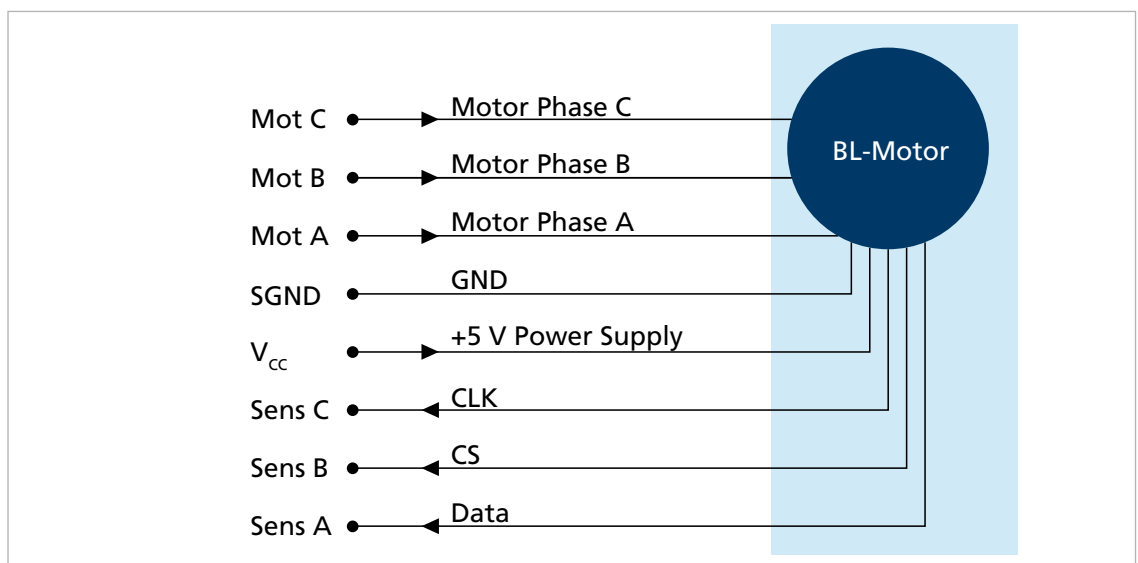 Mot C Motor Phase C
BL-Motor
Mot B Motor Phase B
Mot A Motor Phase A
SGND GND
Vcc +5 V Power Supply
Sens C CLK
Sens B CS
Sens A Data